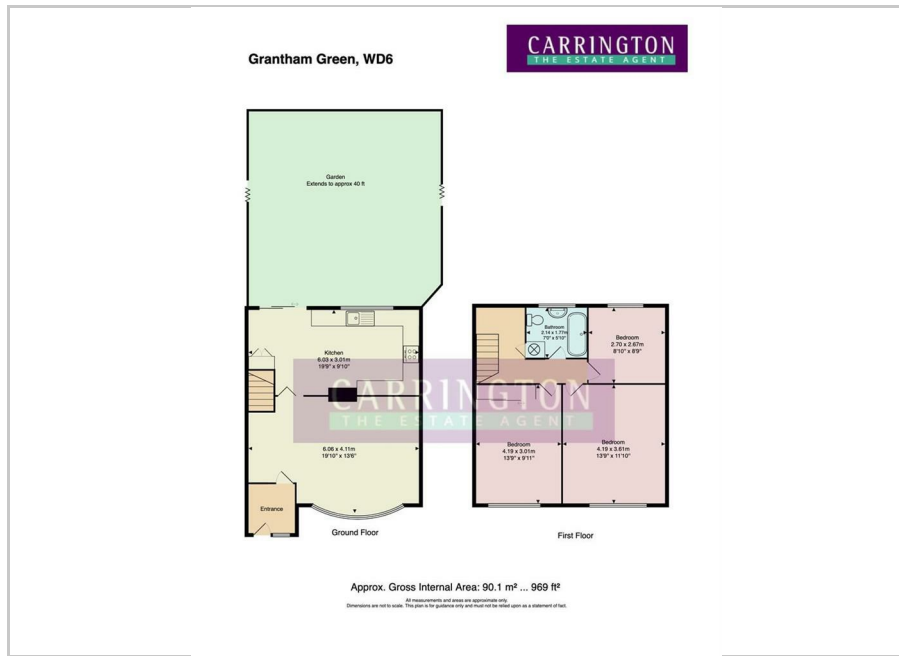 Grantham Green, WD6
CARRINGTON
THE ESTATE AGENT
Garden
Extends to approx 40 ft
Kitchen
6.03 x 3.01m
19'9" x 9'10"
Bathroom
2.14 x 1.77m
7'0" x 5'10"
Bedroom
2.70 x 2.67m
8'10" x 8'9"
CARRINGTON
THE ESTATE AGENT
6.06 x 4.11m
19'10" x 13'6"
Bedroom
4.19 x 3.01m
13'9" x 9'11"
Bedroom
4.19 x 3.61m
13'9" x 11'10"
Entrance
Ground Floor
First Floor
Approx. Gross Internal Area: 90.1 m² ... 969 ft²
All measurements and areas are approximate only.
Dimensions are not to scale. This plan is for guidance only and must not be relied upon as a statement of fact.